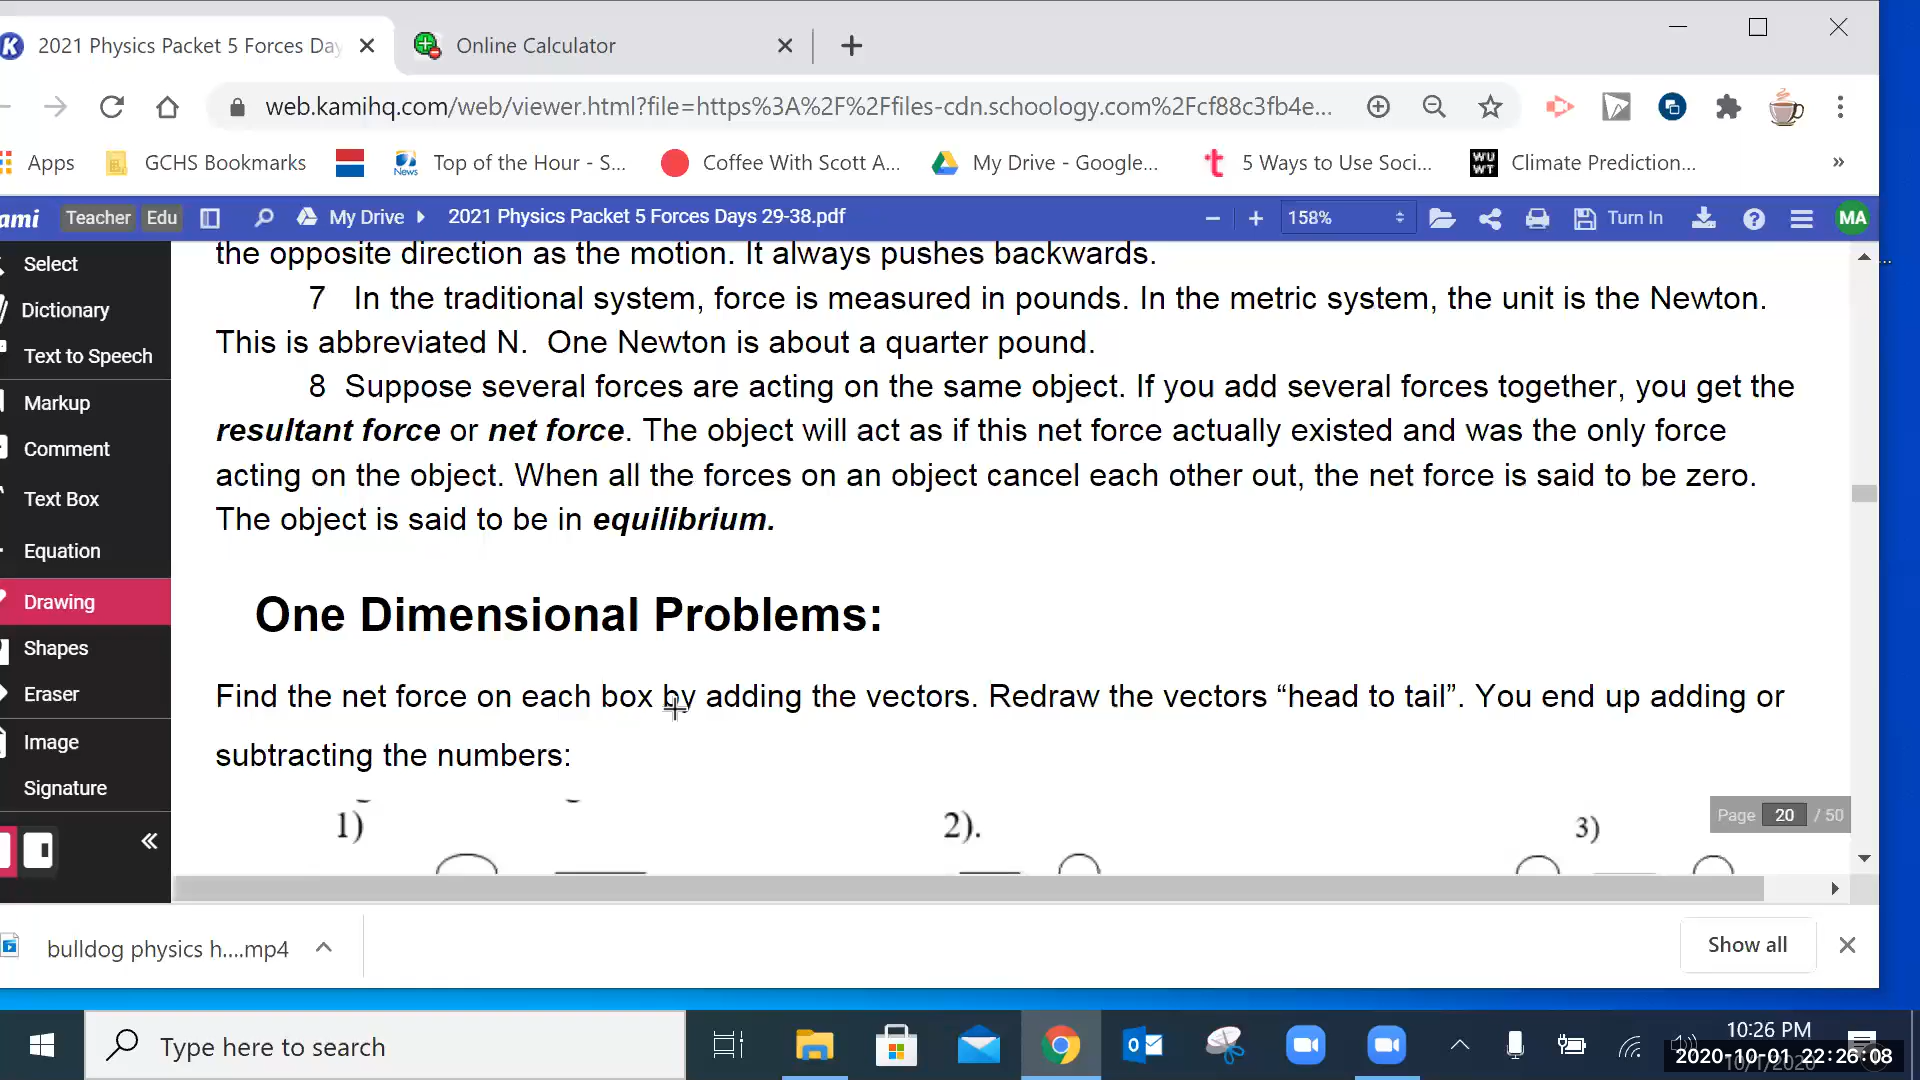 2021 Physics Packet 5 Forces Da
Online Calculator
web.kamihq.com/web/viewer.html?file=https%3A%2F%2Ffiles-cdn.schoology.com%2Fcf88c3fb4e...
Apps
GCHS Bookmarks
News
Top of the Hour - S...
Coffee With Scott A...
My Drive - Google...
t
5 Ways to Use Soci...
WU WT
Climate Prediction...
»
ami
Teacher
Edu
My Drive
2021 Physics Packet 5 Forces Days 29-38.pdf
158%
Turn In
MA
Select
Dictionary
Text to Speech
Markup
Comment
Text Box
Equation
Drawing
Shapes
Eraser
Image
Signature
the opposite direction as the motion. It always pushes backwards.
7 In the traditional system, force is measured in pounds. In the metric system, the unit is the Newton.
This is abbreviated N. One Newton is about a quarter pound.
8 Suppose several forces are acting on the same object. If you add several forces together, you get the
resultant force or net force. The object will act as if this net force actually existed and was the only force
acting on the object. When all the forces on an object cancel each other out, the net force is said to be zero.
The object is said to be in equilibrium.
One Dimensional Problems:
Find the net force on each box by adding the vectors. Redraw the vectors “head to tail”. You end up adding or
subtracting the numbers:
1)
2).
3)
Page 20 / 50
bulldog physics h....mp4
Show all
Type here to search
10:26 PM
10/1/2020
2020-10-01 22:26:08